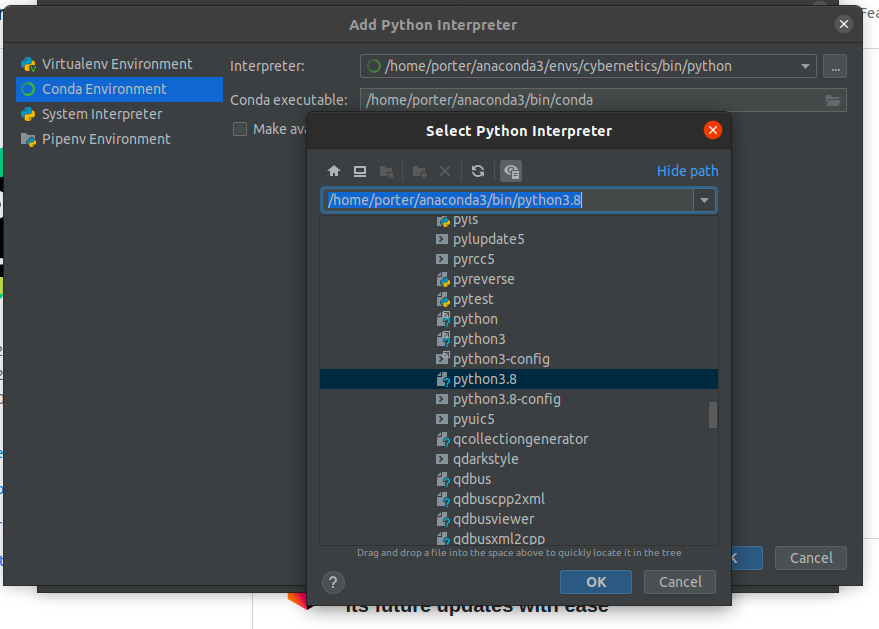 Add Python Interpreter
Fea
Virtualenv Environment
Conda Environment
System Interpreter
Pipenv Environment
Interpreter:
/home/porter/anaconda3/envs/cybernetics/bin/python
...
Conda executable:
/home/porter/anaconda3/bin/conda
Make ava
Select Python Interpreter
Hide path
/home/porter/anaconda3/bin/python3.8
pyls
pylupdate5
pyrcc5
pyreverse
pytest
python
python3
python3-config
python3.8
python3.8-config
pyuic5
qcollectiongenerator
qdarkstyle
qdbus
qdbuscpp2xml
qdbusviewer
qdbusxml2cpp
Drag and drop a file into the space above to quickly locate it in the tree
?
OK
Cancel
K
Cancel
its future updates with ease